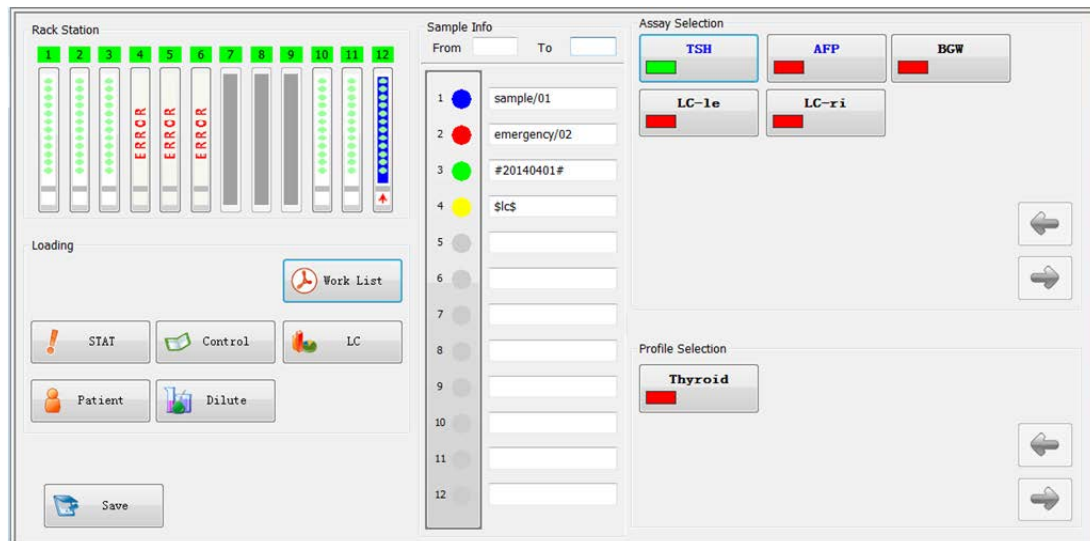 Rack Station
1 2 3 4 5 6 7 8 9 10 11 12
ERROR ERROR ERROR
Loading
Work List
STAT Control LC
Patient Dilute
Save
Sample Info
From To
1 sample/01
2 emergency/02
3 #20140401#
4 $lc$
5
6
7
8
9
10
11
12
Assay Selection
TSH AFP BGW
LC-le LC-ri
Profile Selection
Thyroid